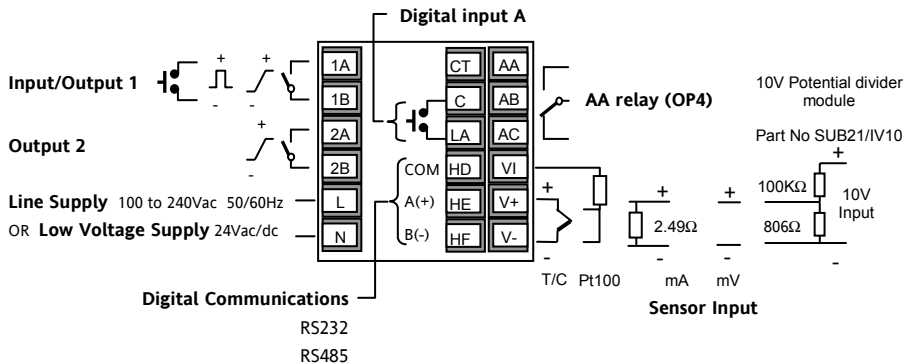 Digital input A
Input/Output 1
+
-
+
-
1A
1B
2A
2B
L
N
CT
C
LA
HD
HE
HF
AA
AB
AC
VI
V+
V-
AA relay (OP4)
10V Potential divider
module
Part No SUB21/IV10
Output 2
+
-
COM
A(+)
B(-)
Line Supply 100 to 240Vac 50/60Hz
OR Low Voltage Supply 24Vac/dc
+
-
+
2.49Ω
-
+
-
+
100KΩ
806Ω
10V
Input
-
T/C Pt100 mA mV
Sensor Input
Digital Communications
RS232
RS485